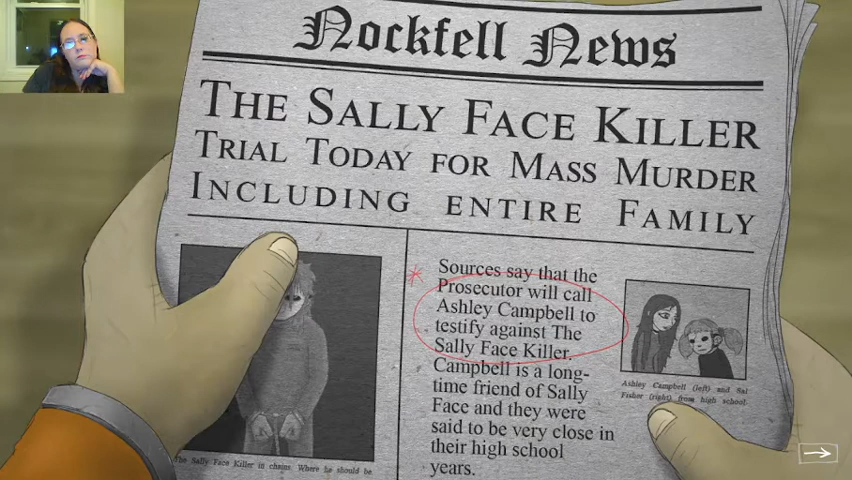 Nockfell News
THE SALLY FACE KILLER
TRIAL TODAY FOR MASS MURDER
INCLUDING ENTIRE FAMILY
* Sources say that the
Prosecutor will call
Ashley Campbell to
testify against The
Sally Face Killer.
Campbell is a long-
time friend of Sally
Face and they were
said to be very close in
their high school
years.
Ashley Campbell (left) and Sal
Fisher (right) from high school.
The Sally Face Killer in chains. Where he should be